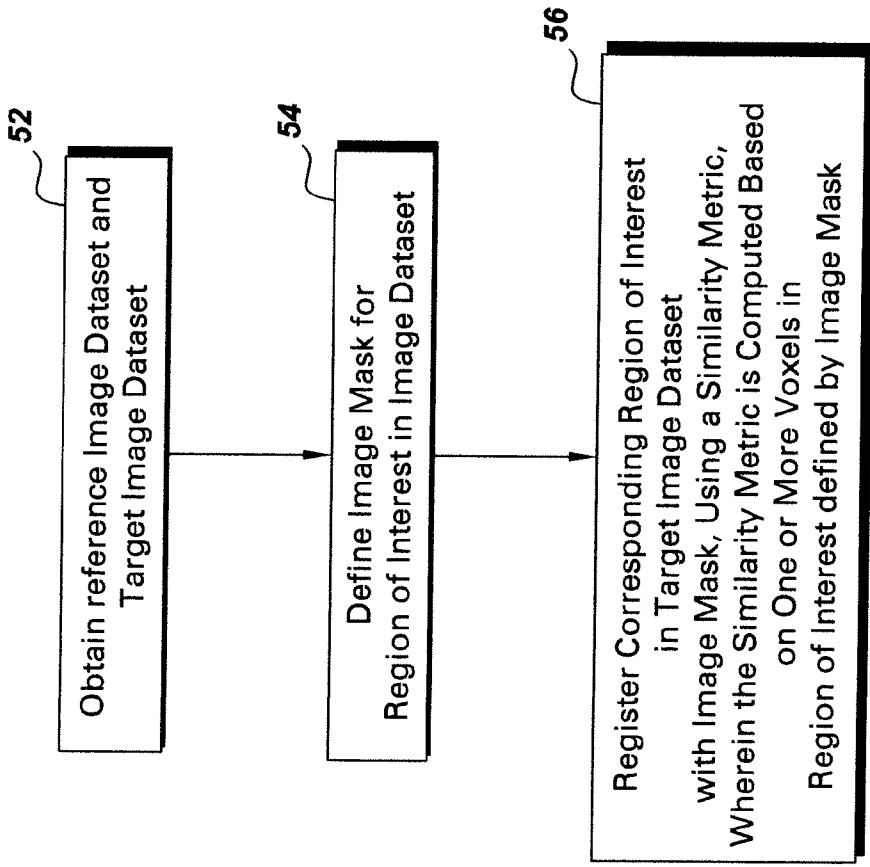 52
Obtain reference Image Dataset and
Target Image Dataset
54
Define Image Mask for
Region of Interest in Image Dataset
56
Register Corresponding Region of Interest
in Target Image Dataset
with Image Mask, Using a Similarity Metric,
Wherein the Similarity Metric is Computed Based
on One or More Voxels in
Region of Interest defined by Image Mask